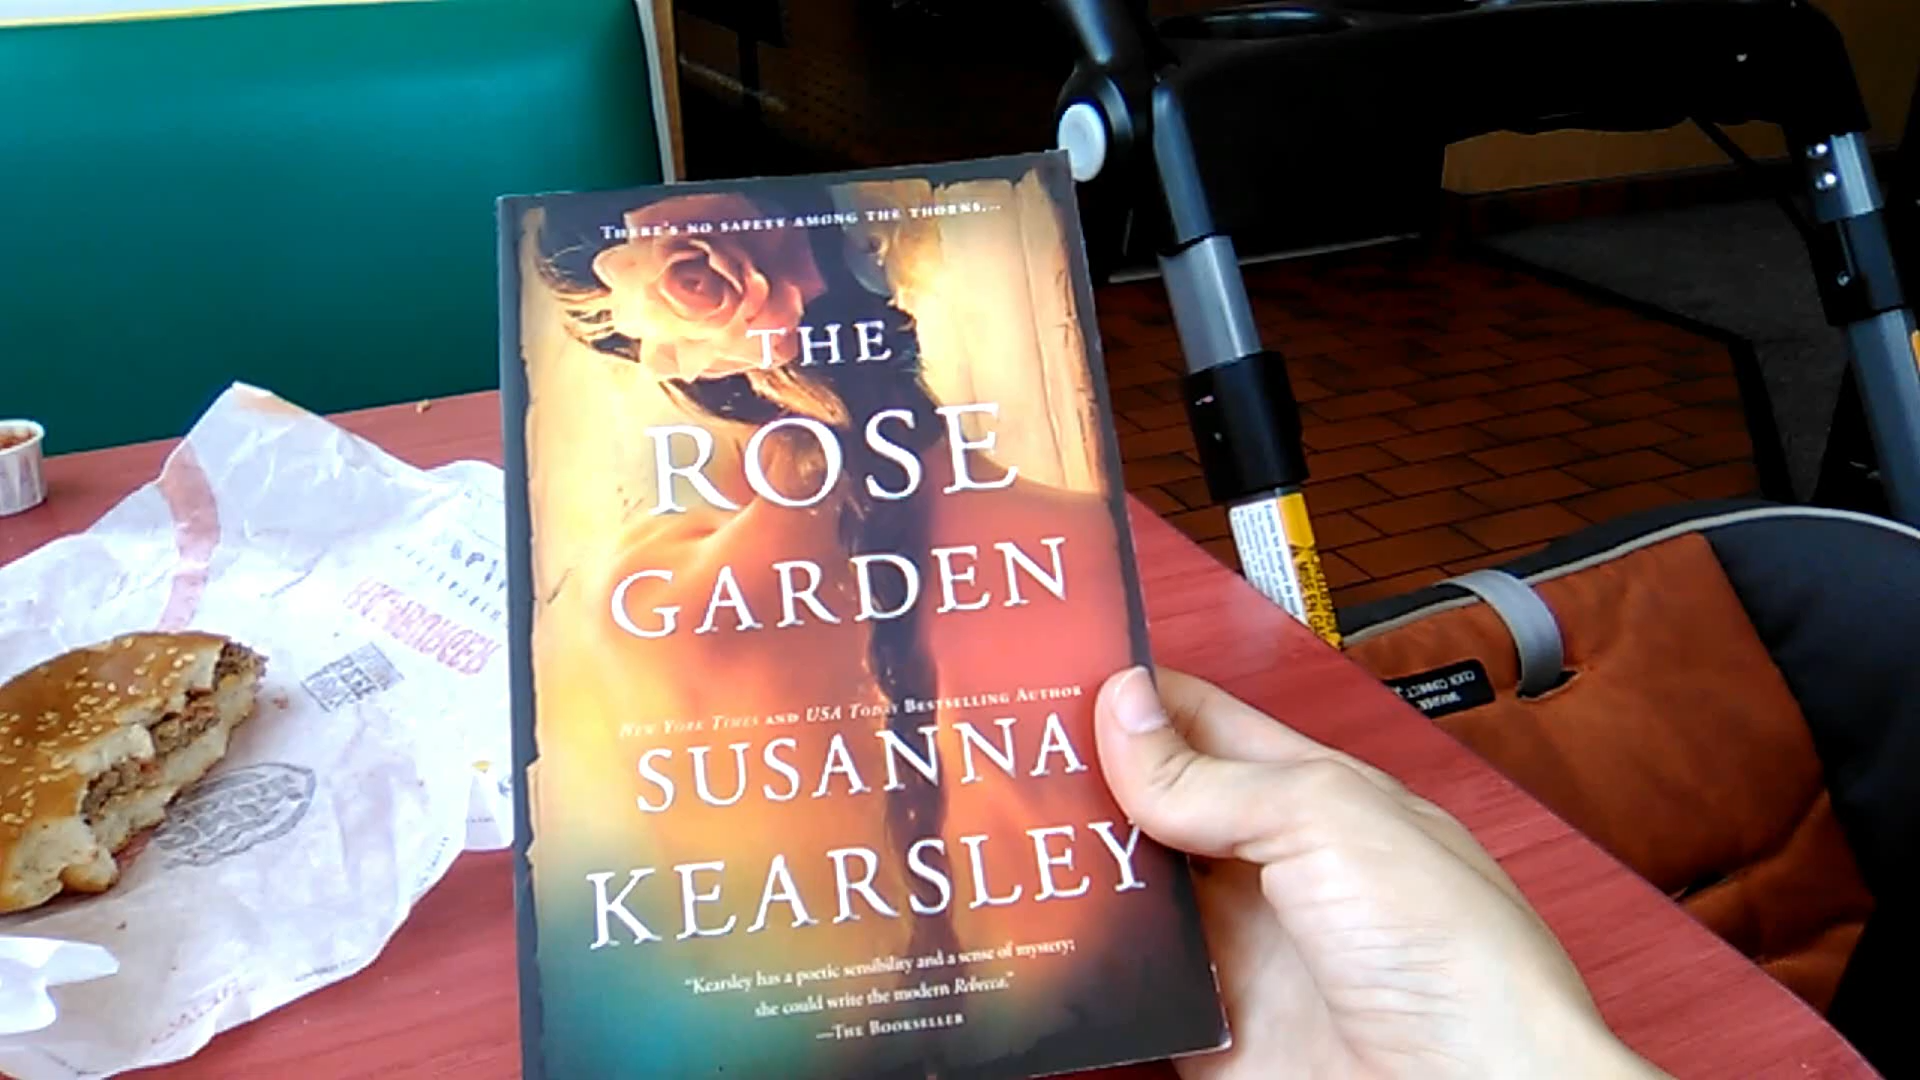 THERE'S NO SAFETY AMONG THE THORNS...
THE
ROSE
GARDEN
NEW YORK TIMES AND USA TODAY BESTSELLING AUTHOR
SUSANNA
KEARSLEY
"Kearsley has a poetic sensibility and a sense of mystery;
she could write the modern Rebecca."
—THE BOOKSELLER